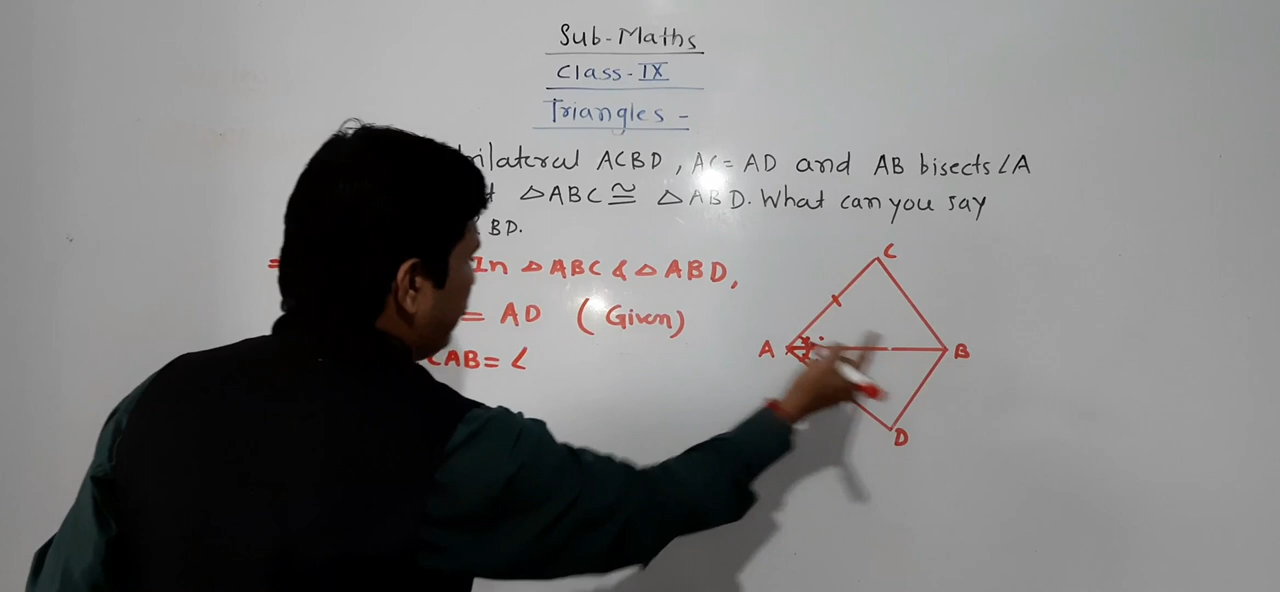 Sub-Maths
Class-IX
Triangles -
ACBD, AC = AD and AB bisects ∠A
△ABC ≅ △ABD. What can you say
BD.
In △ABC & △ABD,
= AD (Given)
CAB = ∠
C
A
B
D